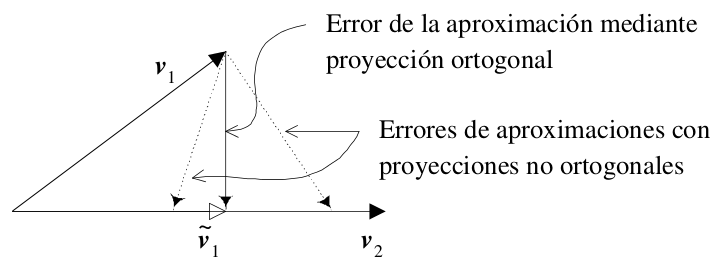 Error de la aproximación mediante
proyección ortogonal
v1
Errores de aproximaciones con
proyecciones no ortogonales
ṽ1
v2